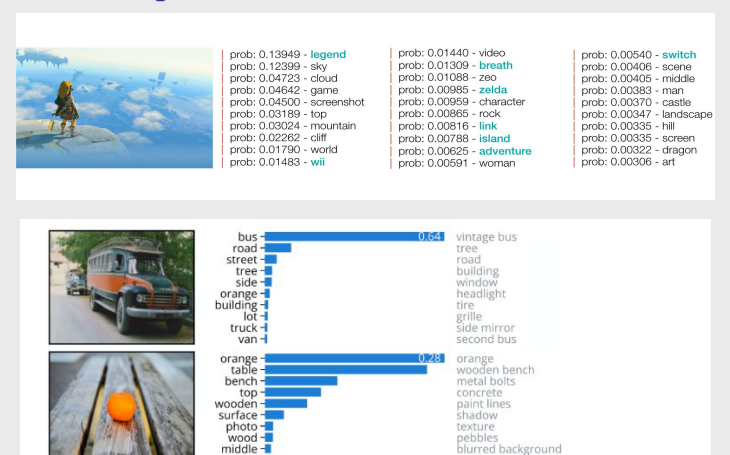 prob: 0.13949 - legend
prob: 0.12399 - sky
prob: 0.04723 - cloud
prob: 0.04642 - game
prob: 0.04500 - screenshot
prob: 0.03189 - top
prob: 0.03024 - mountain
prob: 0.02262 - cliff
prob: 0.01790 - world
prob: 0.01483 - wii
prob: 0.01440 - video
prob: 0.01309 - breath
prob: 0.01088 - zeo
prob: 0.00985 - zelda
prob: 0.00959 - character
prob: 0.00865 - rock
prob: 0.00816 - link
prob: 0.00788 - island
prob: 0.00625 - adventure
prob: 0.00591 - woman
prob: 0.00540 - switch
prob: 0.00406 - scene
prob: 0.00405 - middle
prob: 0.00383 - man
prob: 0.00370 - castle
prob: 0.00347 - landscape
prob: 0.00335 - hill
prob: 0.00335 - screen
prob: 0.00322 - dragon
prob: 0.00306 - art
bus 0.64 vintage bus
road tree
street road
tree building
side window
orange headlight
building tire
lot grille
truck side mirror
van second bus
orange 0.28 orange
table wooden bench
bench metal bolts
top concrete
wooden paint lines
surface shadow
photo texture
wood pebbles
middle blurred background